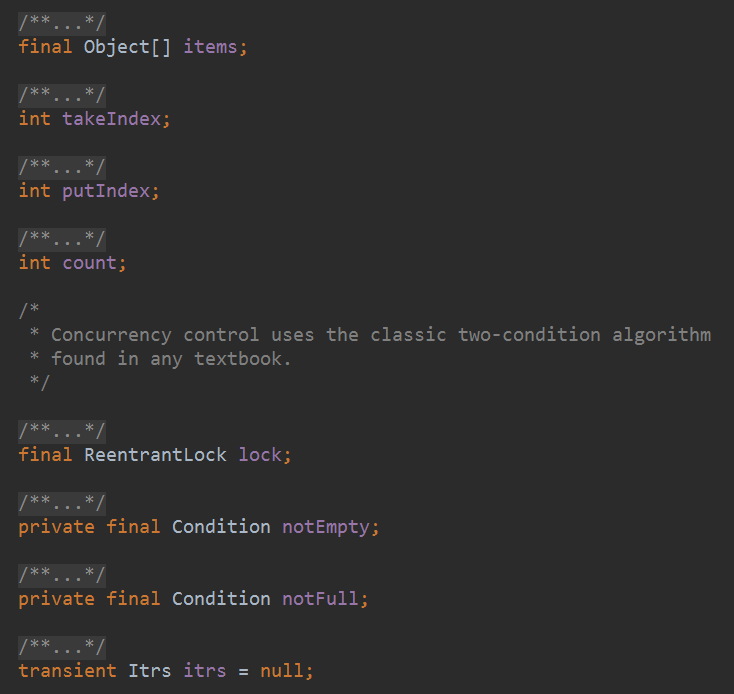 /**...*/
final Object[] items;
/**...*/
int takeIndex;
/**...*/
int putIndex;
/**...*/
int count;
/*
 * Concurrency control uses the classic two-condition algorithm
 * found in any textbook.
 */
/**...*/
final ReentrantLock lock;
/**...*/
private final Condition notEmpty;
/**...*/
private final Condition notFull;
/**...*/
transient Itrs itrs = null;